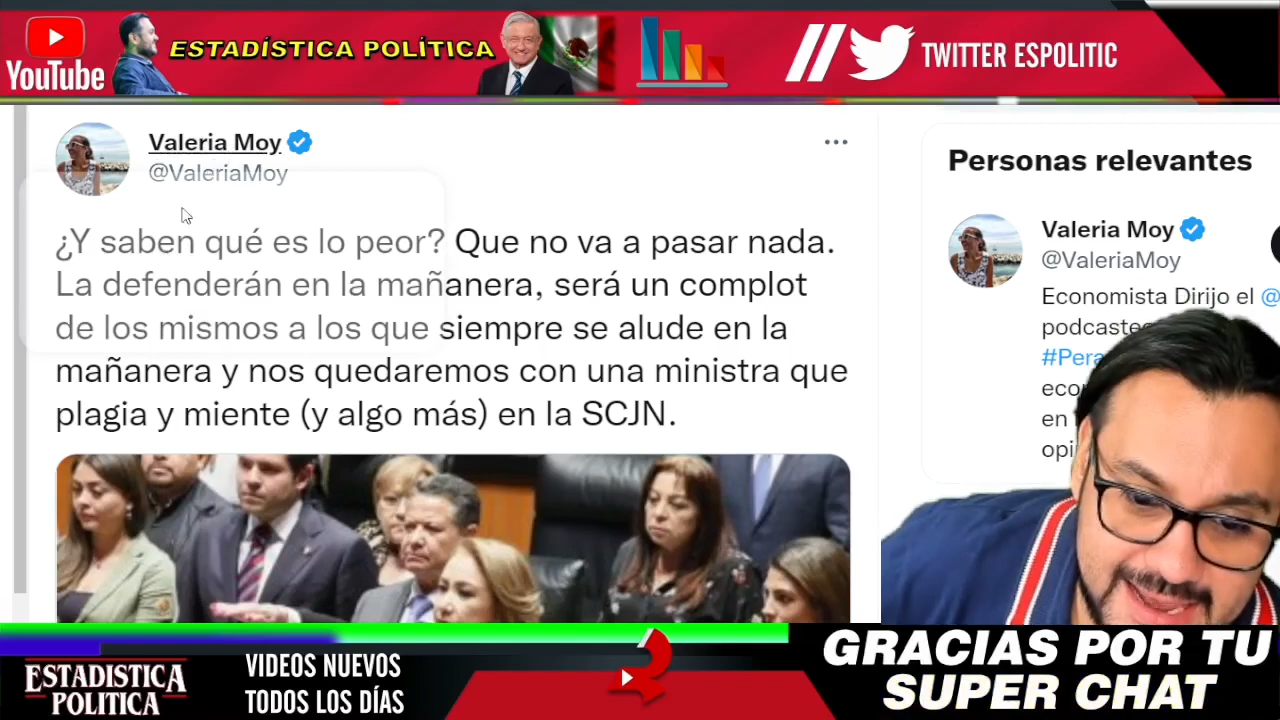 YouTube
ESTADÍSTICA POLÍTICA
TWITTER ESPOLITIC
Valeria Moy
@ValeriaMoy
¿Y saben qué es lo peor? Que no va a pasar nada.
La defenderán en la mañanera, será un complot
de los mismos a los que siempre se alude en la
mañanera y nos quedaremos con una ministra que
plagia y miente (y algo más) en la SCJN.
Personas relevantes
Valeria Moy
@ValeriaMoy
Economista Dirijo el @
ESTADISTICA
POLÍTICA
VIDEOS NUEVOS
TODOS LOS DÍAS
GRACIAS POR TU
SUPER CHAT